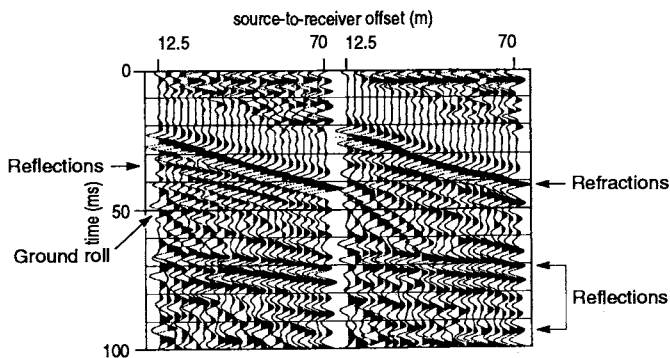 source-to-receiver offset (m)
12.5 70 12.5 70
0
Reflections
Refractions
time (ms)
50
Ground roll
Reflections
100